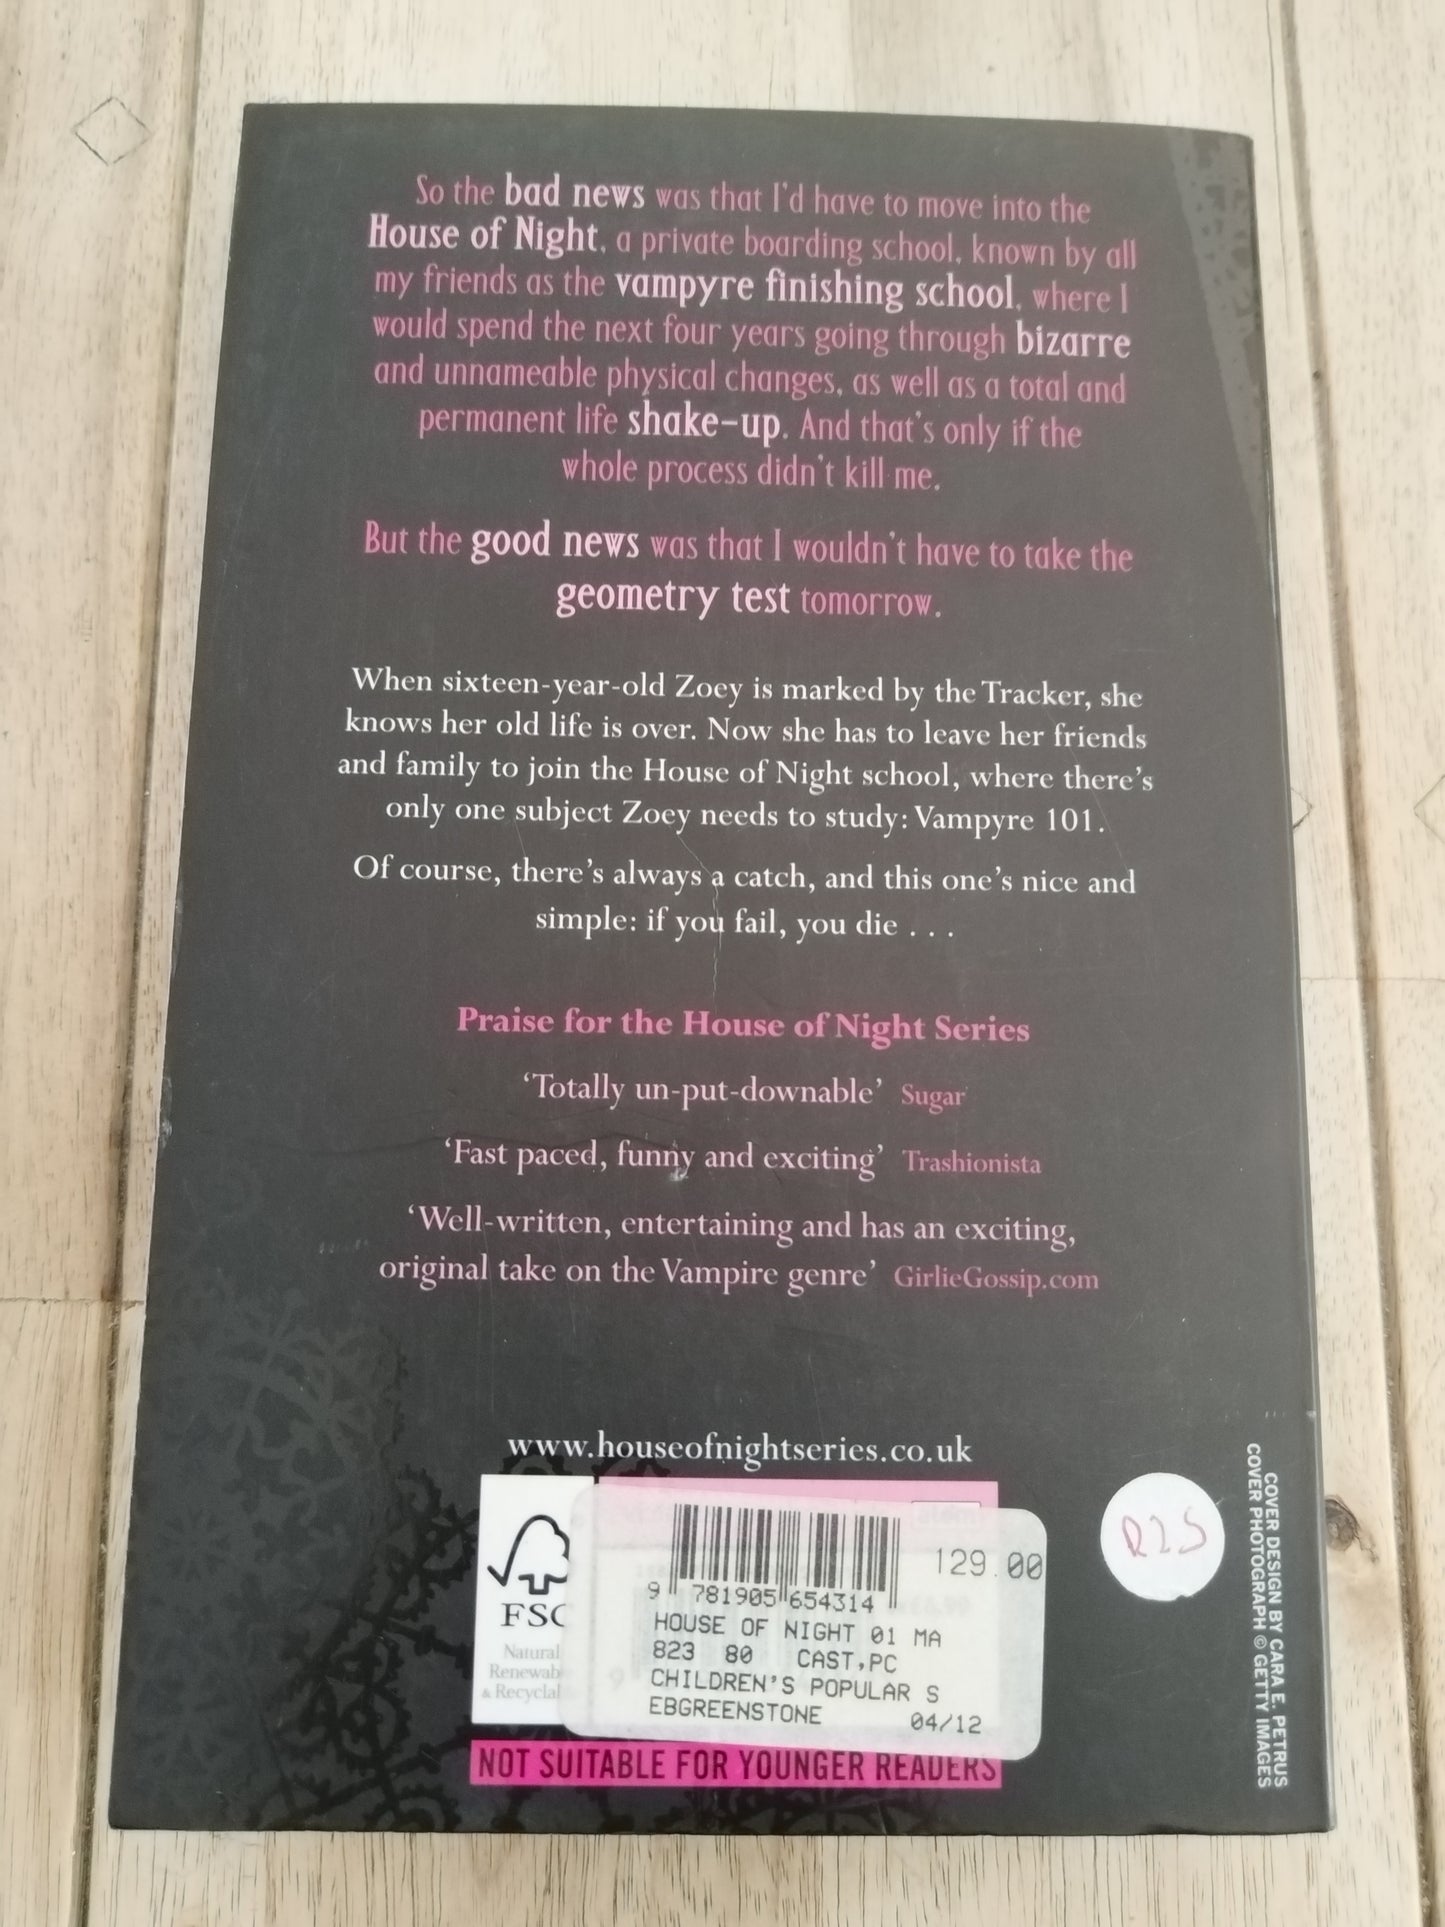 So the bad news was that I'd have to move into the
House of Night, a private boarding school, known by all
my friends as the vampyre finishing school, where I
would spend the next four years going through bizarre
and unnameable physical changes, as well as a total and
permanent life shake-up. And that's only if the
whole process didn't kill me.
But the good news was that I wouldn't have to take the
geometry test tomorrow.
When sixteen-year-old Zoey is marked by the Tracker, she
knows her old life is over. Now she has to leave her friends
and family to join the House of Night school, where there's
only one subject Zoey needs to study: Vampyre 101.
Of course, there's always a catch, and this one's nice and
simple: if you fail, you die . . .
Praise for the House of Night Series
‘Totally un-put-downable’ Sugar
‘Fast paced, funny and exciting’ Trashionista
‘Well-written, entertaining and has an exciting,
original take on the Vampire genre’ GirlieGossip.com
www.houseofnightseries.co.uk
FSC
Natural
Renewab
& Recyclal
129.00
9 781905 654314
HOUSE OF NIGHT 01 MA
823 80 CAST,PC
CHILDREN'S POPULAR S
EBGREENSTONE 04/12
NOT SUITABLE FOR YOUNGER READERS
R25
COVER DESIGN BY CARA E. PETRUS
COVER PHOTOGRAPH © GETTY IMAGES